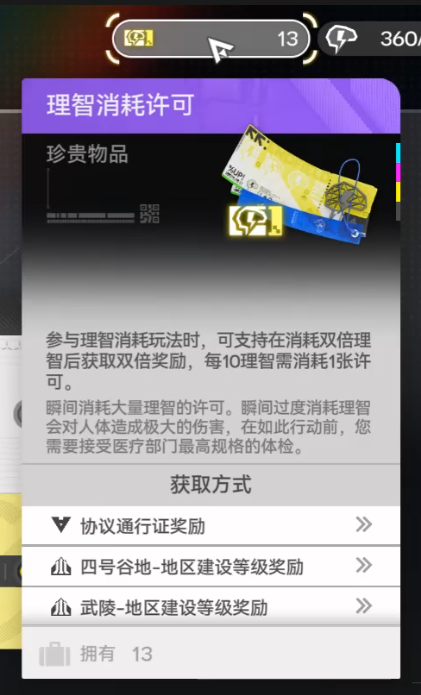 13
360/
理智消耗许可
珍贵物品
参与理智消耗玩法时，可支持在消耗双倍理
智后获取双倍奖励，每10理智需消耗1张许
可。
瞬间消耗大量理智的许可。瞬间过度消耗理智
会对人体造成极大的伤害，在如此行动前，您
需要接受医疗部门最高规格的体检。
获取方式
协议通行证奖励
四号谷地-地区建设等级奖励
武陵-地区建设等级奖励
拥有 13